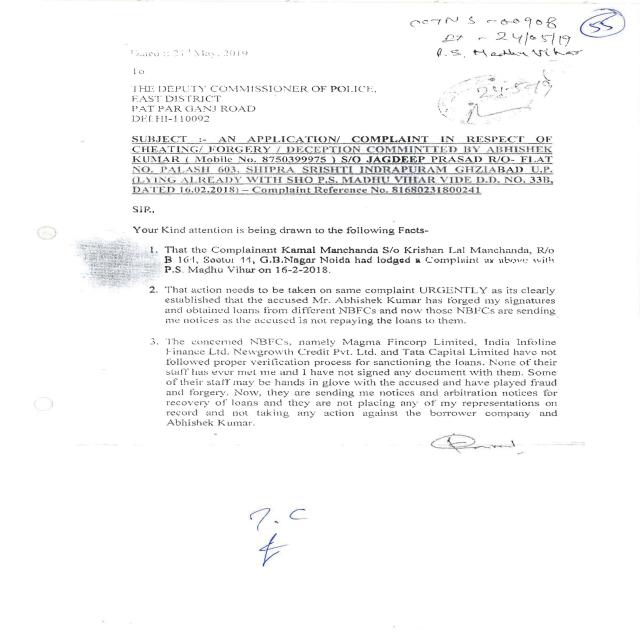 OCTNS-00908
Dt - 24/05/19
P.S. Madhu Vihar
55
Dated :- 23rd May, 2019
To
24-5-19
THE DEPUTY COMMISSIONER OF POLICE,
EAST DISTRICT
PAT PAR GANJ ROAD
DELHI-110092
SUBJECT :- AN APPLICATION/ COMPLAINT IN RESPECT OF
CHEATING/ FORGERY / DECEPTION COMMINTTED BY ABHISHEK
KUMAR ( Mobile No. 8750399975 ) S/O JAGDEEP PRASAD R/O- FLAT
NO. PALASH 603, SHIPRA SRISHTI INDRAPURAM GHZIABAD U.P.
(LYING ALREADY WITH SHO P.S. MADHU VIHAR VIDE D.D. NO. 33B,
DATED 16.02.2018) – Complaint Reference No. 81680231800241
SIR,
Your Kind attention is being drawn to the following Facts-
1. That the Complainant Kamal Manchanda S/o Krishan Lal Manchanda, R/o
B 164, Sector 44, G.B.Nagar Noida had lodged a Complaint as above with
P.S. Madhu Vihar on 16-2-2018.
2. That action needs to be taken on same complaint URGENTLY as its clearly
established that the accused Mr. Abhishek Kumar has forged my signatures
and obtained loans from different NBFCs and now those NBFCs are sending
me notices as the accused is not repaying the loans to them.
3. The concerned NBFCs, namely Magma Fincorp Limited, India Infoline
Finance Ltd. Newgrowth Credit Pvt. Ltd. and Tata Capital Limited have not
followed proper verification process for sanctioning the loans. None of their
staff has ever met me and I have not signed any document with them. Some
of their staff may be hands in glove with the accused and have played fraud
and forgery. Now, they are sending me notices and arbitration notices for
recovery of loans and they are not placing any of my representations on
record and not taking any action against the borrower company and
Abhishek Kumar.
T.C